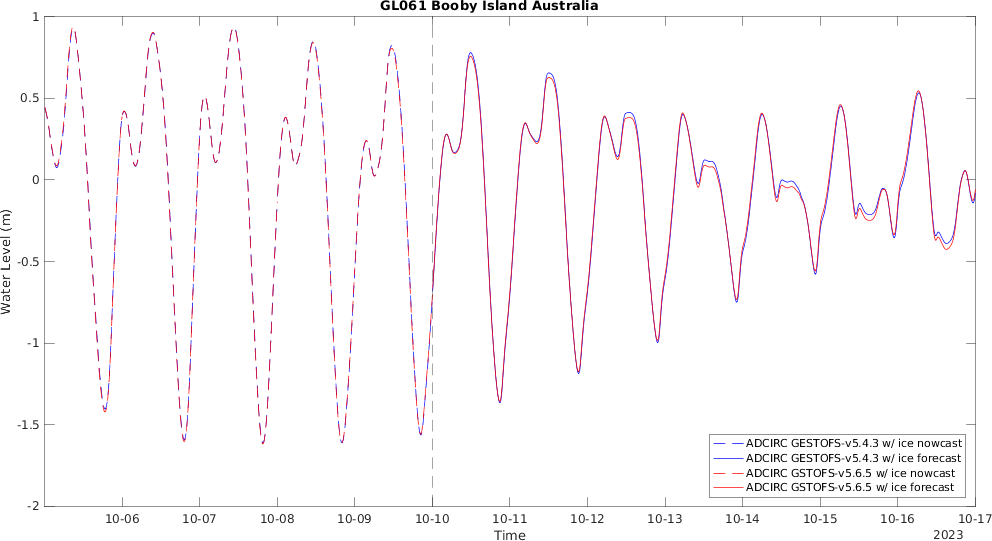 GL061 Booby Island Australia
1
0.5
0
-0.5
-1
-1.5
-2
Water Level (m)
10-06 10-07 10-08 10-09 10-10 10-11 10-12 10-13 10-14 10-15 10-16 10-17
Time
2023
ADCIRC GESTOFS-v5.4.3 w/ ice nowcast
ADCIRC GESTOFS-v5.4.3 w/ ice forecast
ADCIRC GSTOFS-v5.6.5 w/ ice nowcast
ADCIRC GSTOFS-v5.6.5 w/ ice forecast